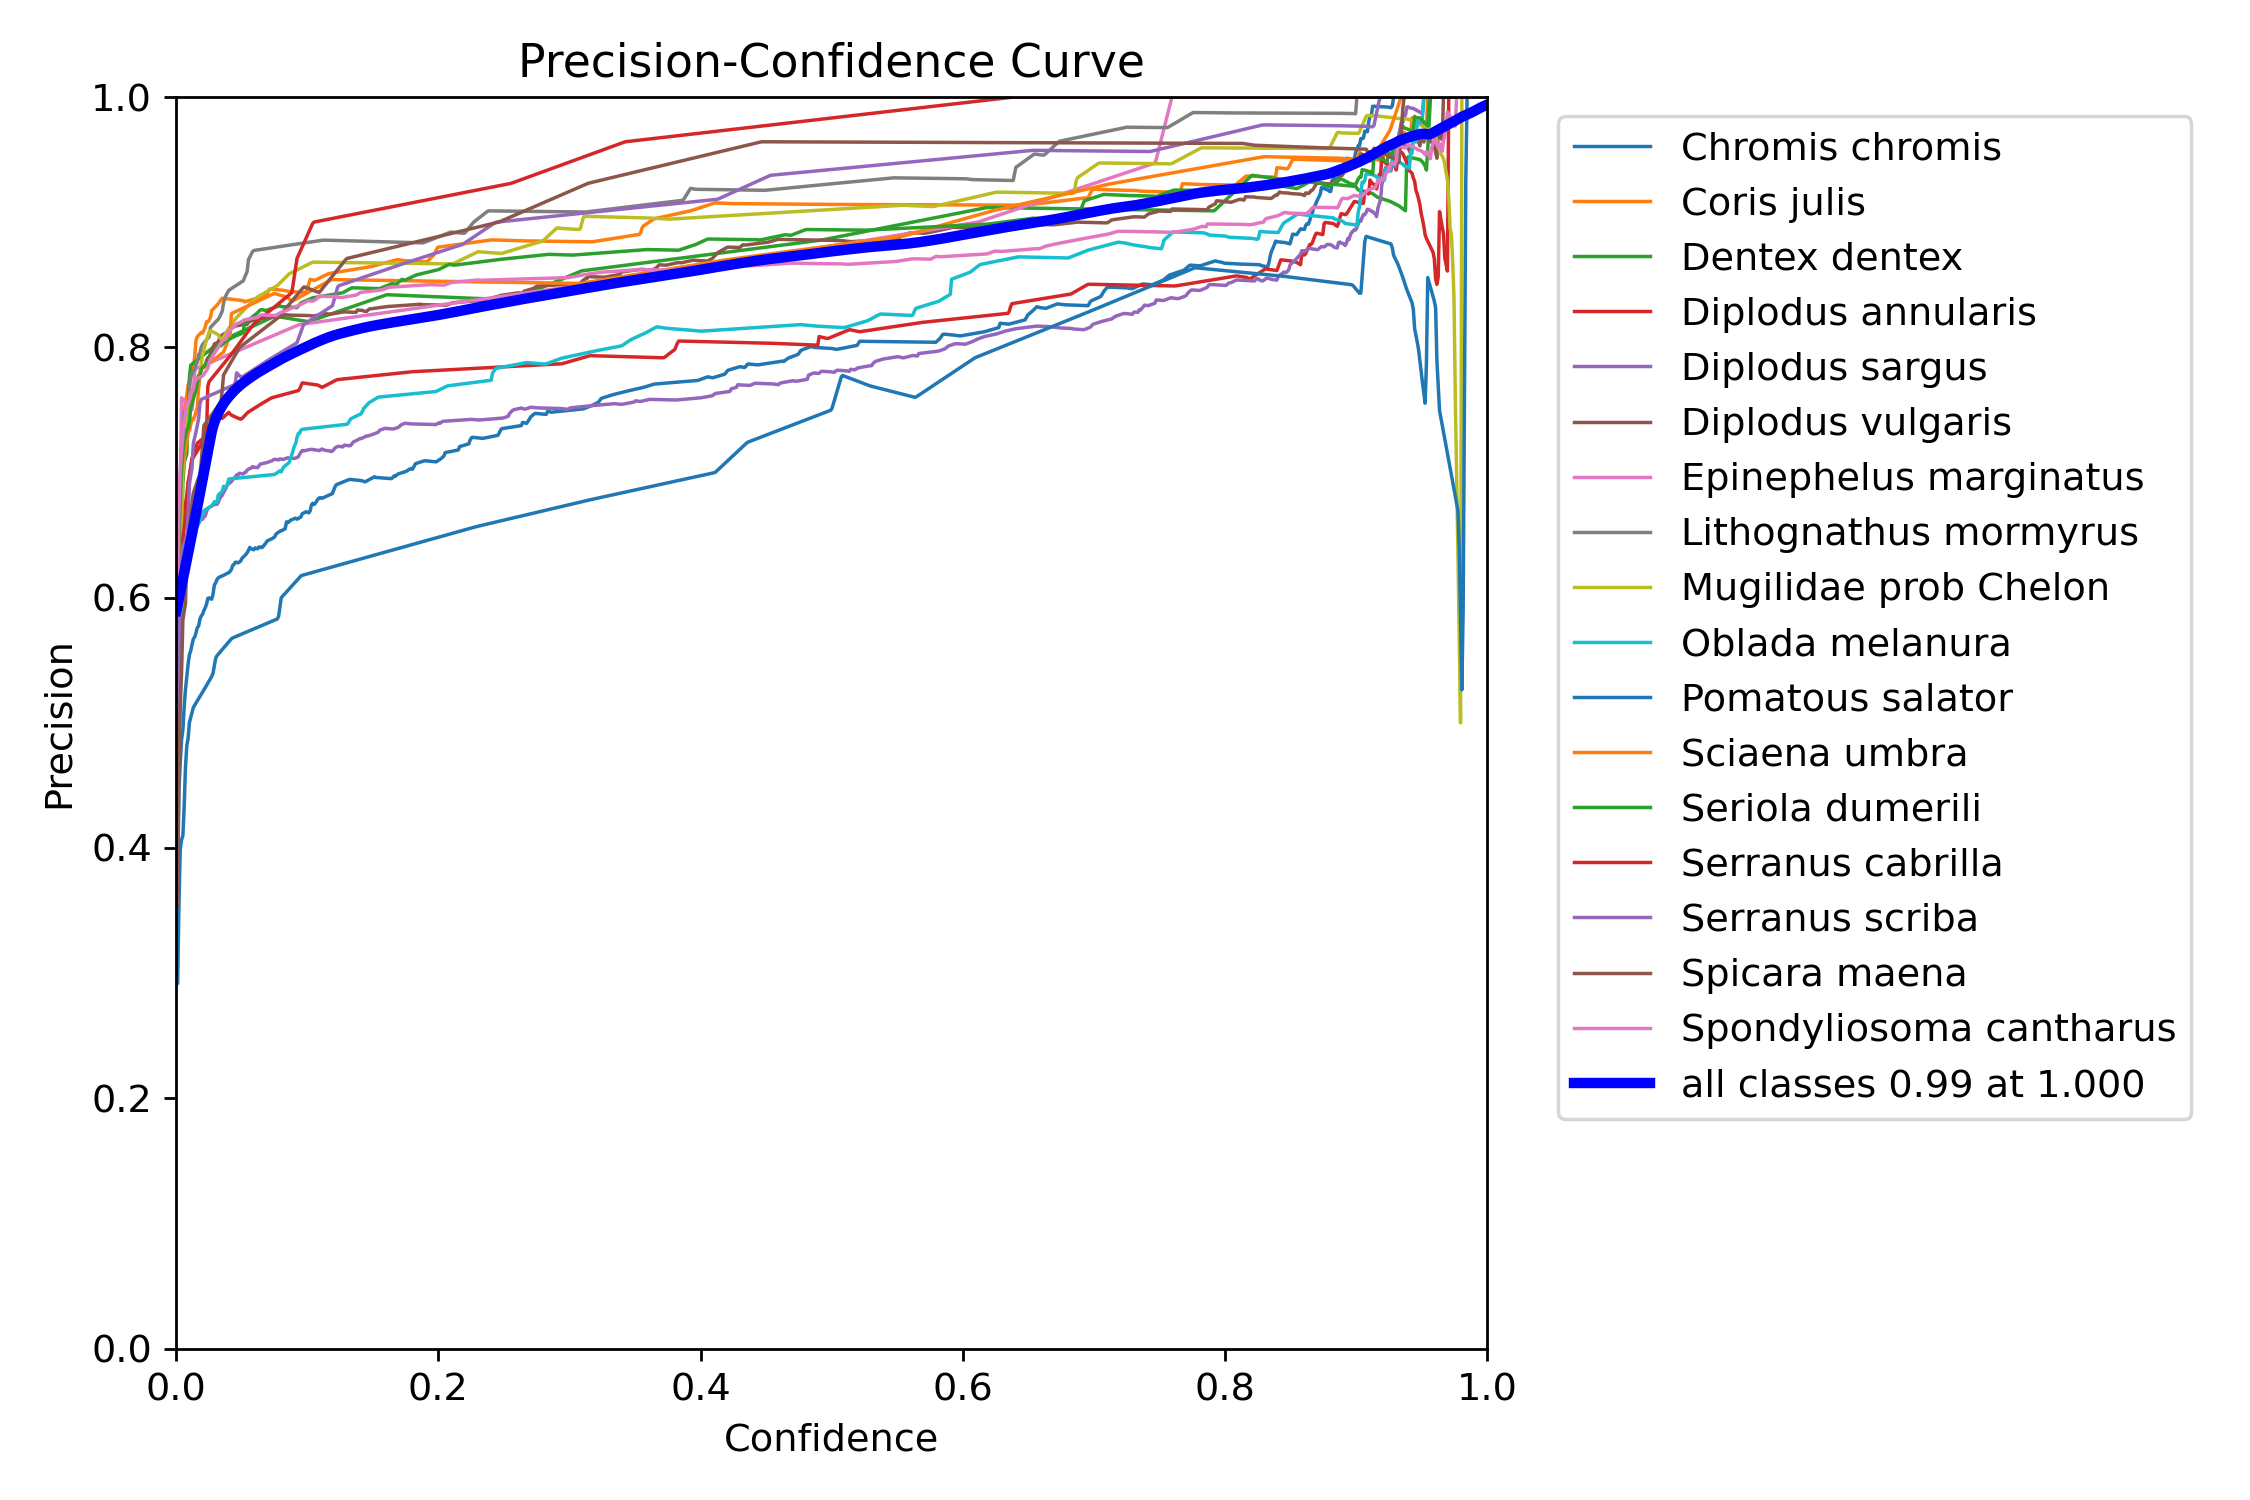 Precision-Confidence Curve
1.0
0.8
0.6
0.4
0.2
0.0
Precision
0.0 0.2 0.4 0.6 0.8 1.0
Confidence
Chromis chromis
Coris julis
Dentex dentex
Diplodus annularis
Diplodus sargus
Diplodus vulgaris
Epinephelus marginatus
Lithognathus mormyrus
Mugilidae prob Chelon
Oblada melanura
Pomatous salator
Sciaena umbra
Seriola dumerili
Serranus cabrilla
Serranus scriba
Spicara maena
Spondyliosoma cantharus
all classes 0.99 at 1.000